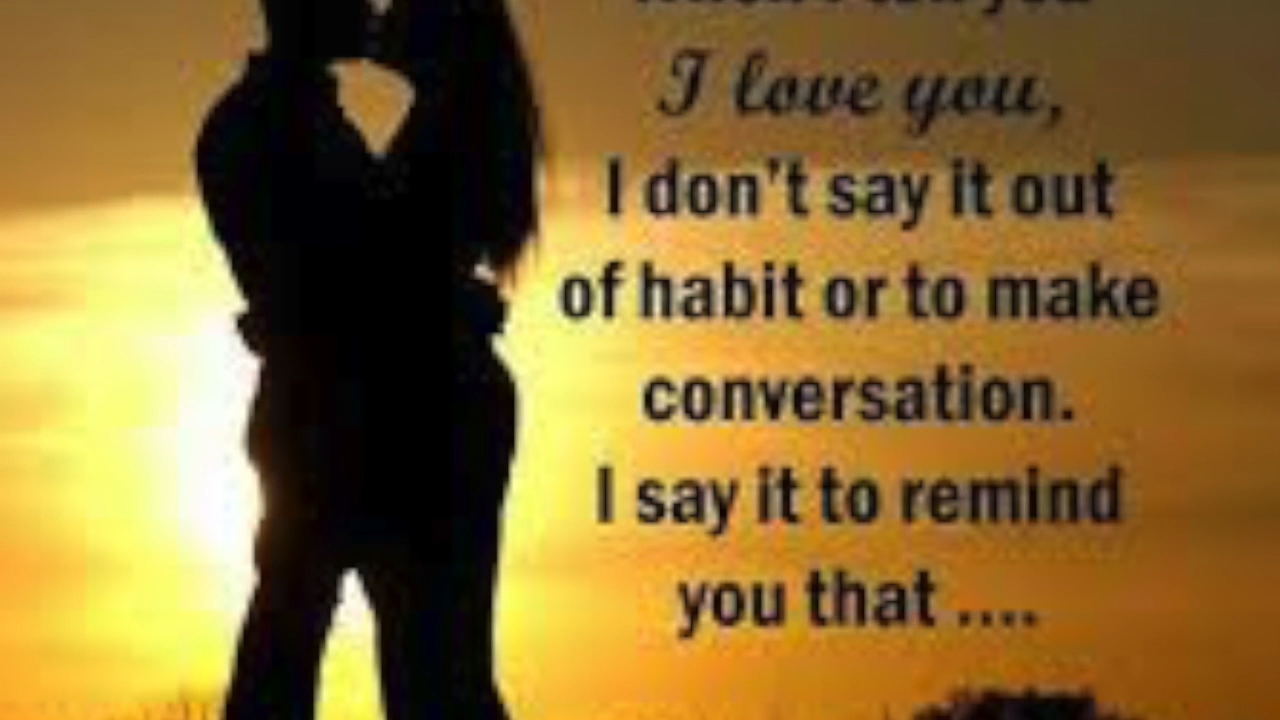 I love you,
I don't say it out
of habit or to make
conversation.
I say it to remind
you that ....